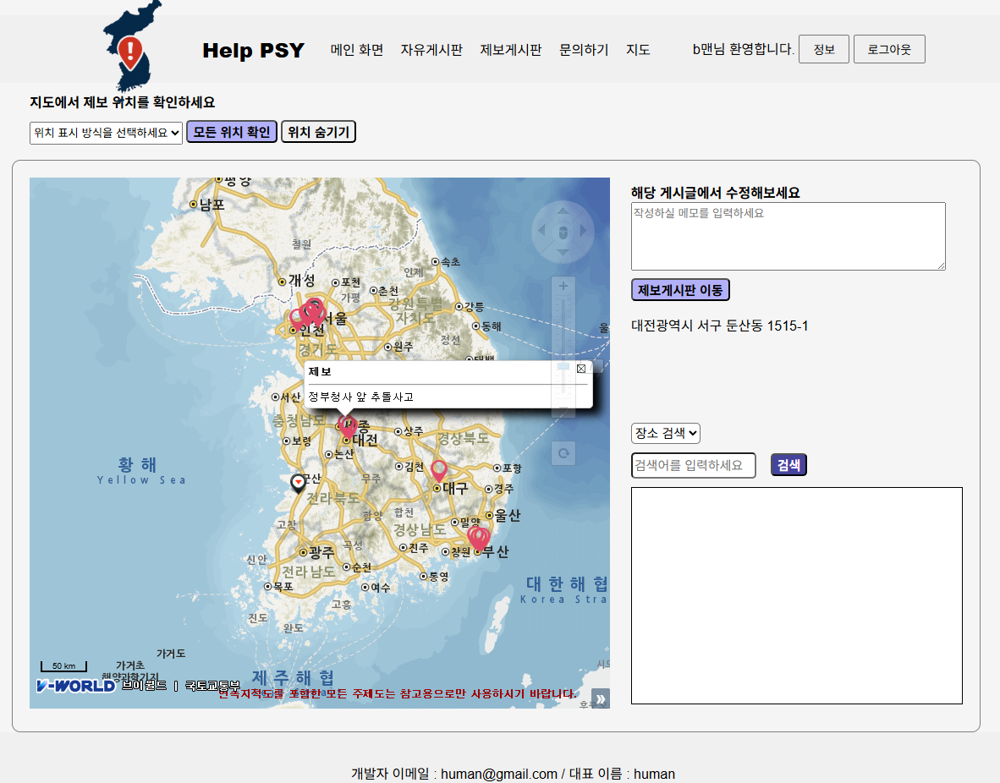 Help PSY 메인 화면 자유게시판 제보게시판 문의하기 지도 b맨님 환영합니다. 정보 로그아웃
지도에서 제보 위치를 확인하세요
위치 표시 방식을 선택하세요 모든 위치 확인 위치 숨기기
평양
남포
철원
속초
개성
포천
인제
가평
춘천
강원특별
자치도
강릉
서울
동해
인천
정선
경기도
원주
태백
제보
정부청사 앞 추돌사고
서산
충청남도
세종
상주
보령
대전
경상북도
논산
황해
Yellow Sea
김천
포항
군산
무주
대구
경주
전라북도
함양
합천
울산
고창
밀양
경상남도
곡성
진주
창원
부산
광주
신안
전라남도
순천
통영
목포
여수
대한해협
Korea Stra
고흥
진도
완도
가거도
50 km
가거초
해양과학기지
제주해협
V-WORLD 브이월드 | 국토교통부
연속지적도를 포함한 모든 주제도는 참고용으로만 사용하시기 바랍니다.
해당 게시글에서 수정해보세요
작성하실 메모를 입력하세요
제보게시판 이동
대전광역시 서구 둔산동 1515-1
장소 검색
검색어를 입력하세요 검색
개발자 이메일 : human@gmail.com / 대표 이름 : human